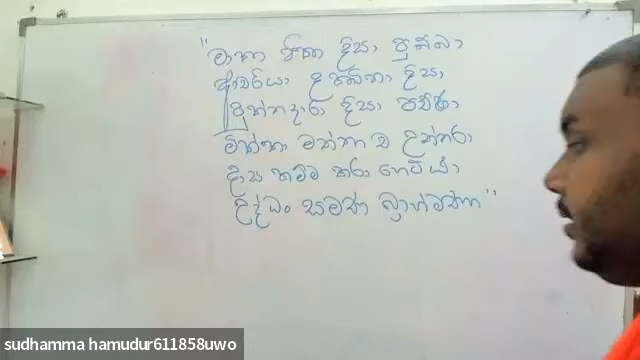 "මාතා පිතා දිසා පුබ්බා
ආචරියා දක්ඛිනා දිසා
පුත්තදාරා දිසා පච්ඡා
මිත්තා මච්චා ච උත්තරා
දාස කම්ම කරා හෙට්ඨා
උද්ධං සමණ බ්‍රාහ්මණා"
sudhamma hamudur611858uwo